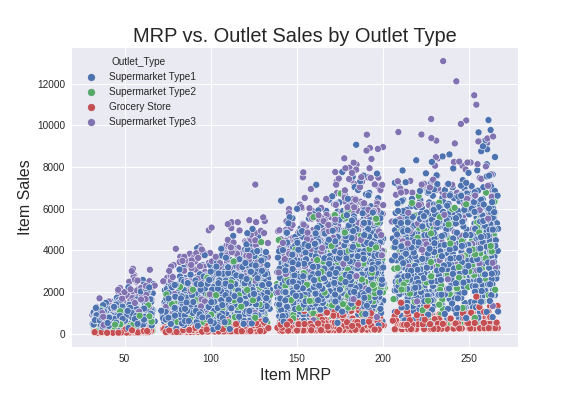 MRP vs. Outlet Sales by Outlet Type
Outlet_Type
Supermarket Type1
Supermarket Type2
Grocery Store
Supermarket Type3
12000
10000
8000
6000
4000
2000
0
Item Sales
50 100 150 200 250
Item MRP